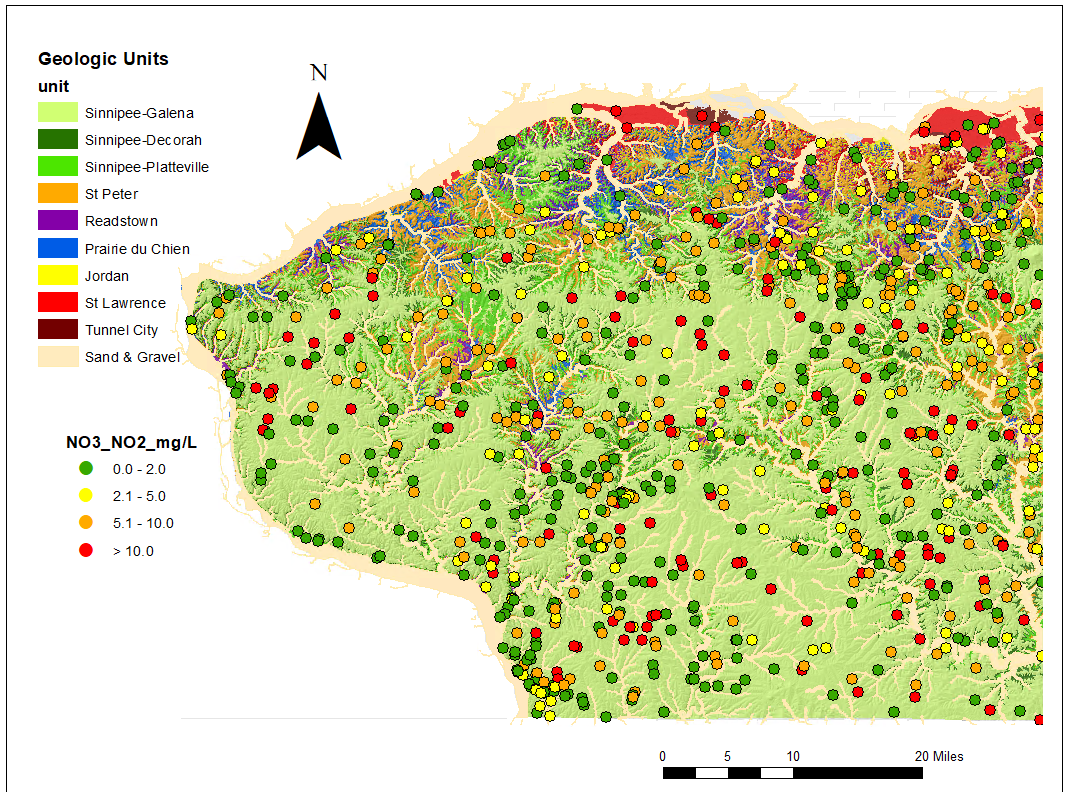 Geologic Units
unit
Sinnipee-Galena
Sinnipee-Decorah
Sinnipee-Platteville
St Peter
Readstown
Prairie du Chien
Jordan
St Lawrence
Tunnel City
Sand & Gravel
N
NO3_NO2_mg/L
0.0 - 2.0
2.1 - 5.0
5.1 - 10.0
> 10.0
0 5 10 20 Miles